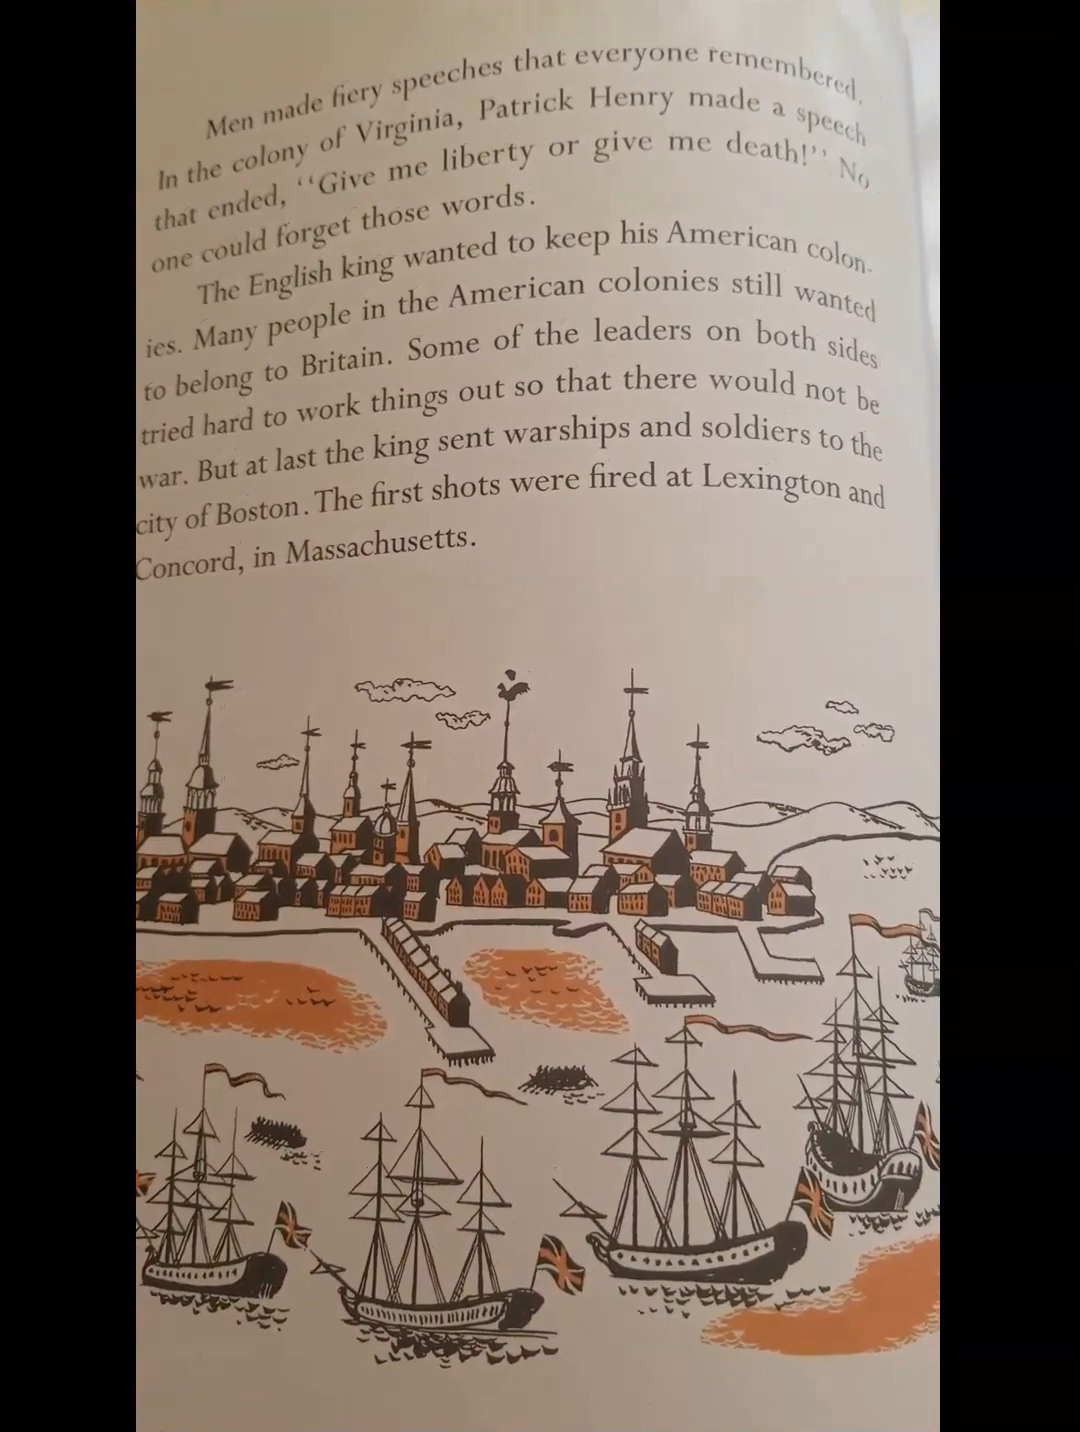 Men made fiery speeches that everyone remembered.
In the colony of Virginia, Patrick Henry made a speech
that ended, ‘‘Give me liberty or give me death!’’ No
one could forget those words.
The English king wanted to keep his American colon-
ies. Many people in the American colonies still wanted
to belong to Britain. Some of the leaders on both sides
tried hard to work things out so that there would not be
war. But at last the king sent warships and soldiers to the
city of Boston. The first shots were fired at Lexington and
Concord, in Massachusetts.